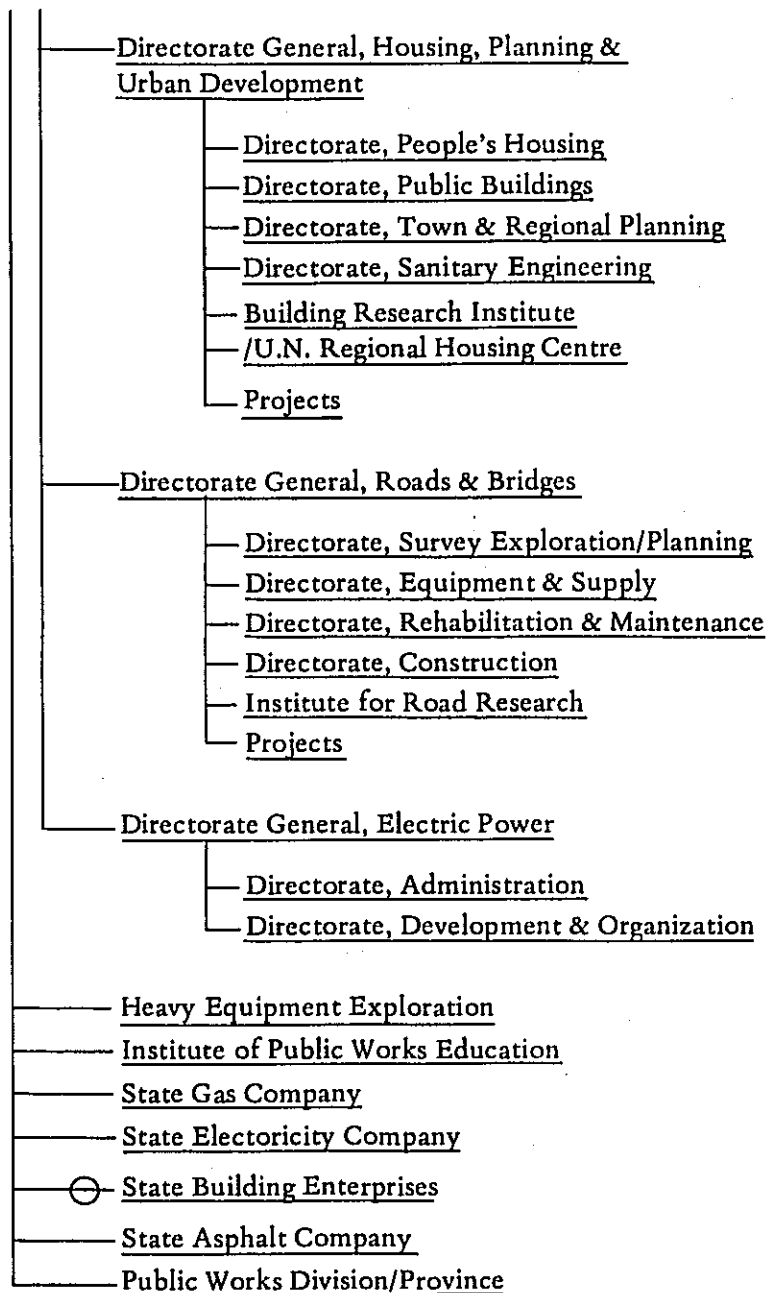 Directorate General, Housing, Planning &
Urban Development
Directorate, People's Housing
Directorate, Public Buildings
Directorate, Town & Regional Planning
Directorate, Sanitary Engineering
Building Research Institute
/U.N. Regional Housing Centre
Projects
Directorate General, Roads & Bridges
Directorate, Survey Exploration/Planning
Directorate, Equipment & Supply
Directorate, Rehabilitation & Maintenance
Directorate, Construction
Institute for Road Research
Projects
Directorate General, Electric Power
Directorate, Administration
Directorate, Development & Organization
Heavy Equipment Exploration
Institute of Public Works Education
State Gas Company
State Electoricity Company
State Building Enterprises
State Asphalt Company
Public Works Division/Province